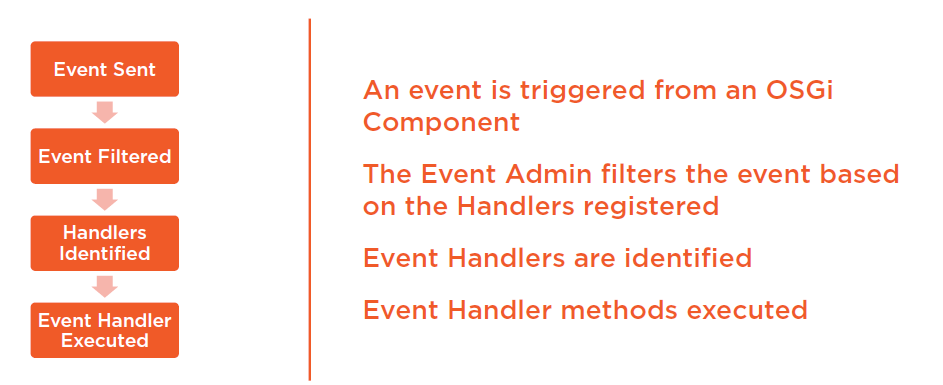 Event Sent
Event Filtered
Handlers
Identified
Event Handler
Executed
An event is triggered from an OSGi
Component
The Event Admin filters the event based
on the Handlers registered
Event Handlers are identified
Event Handler methods executed